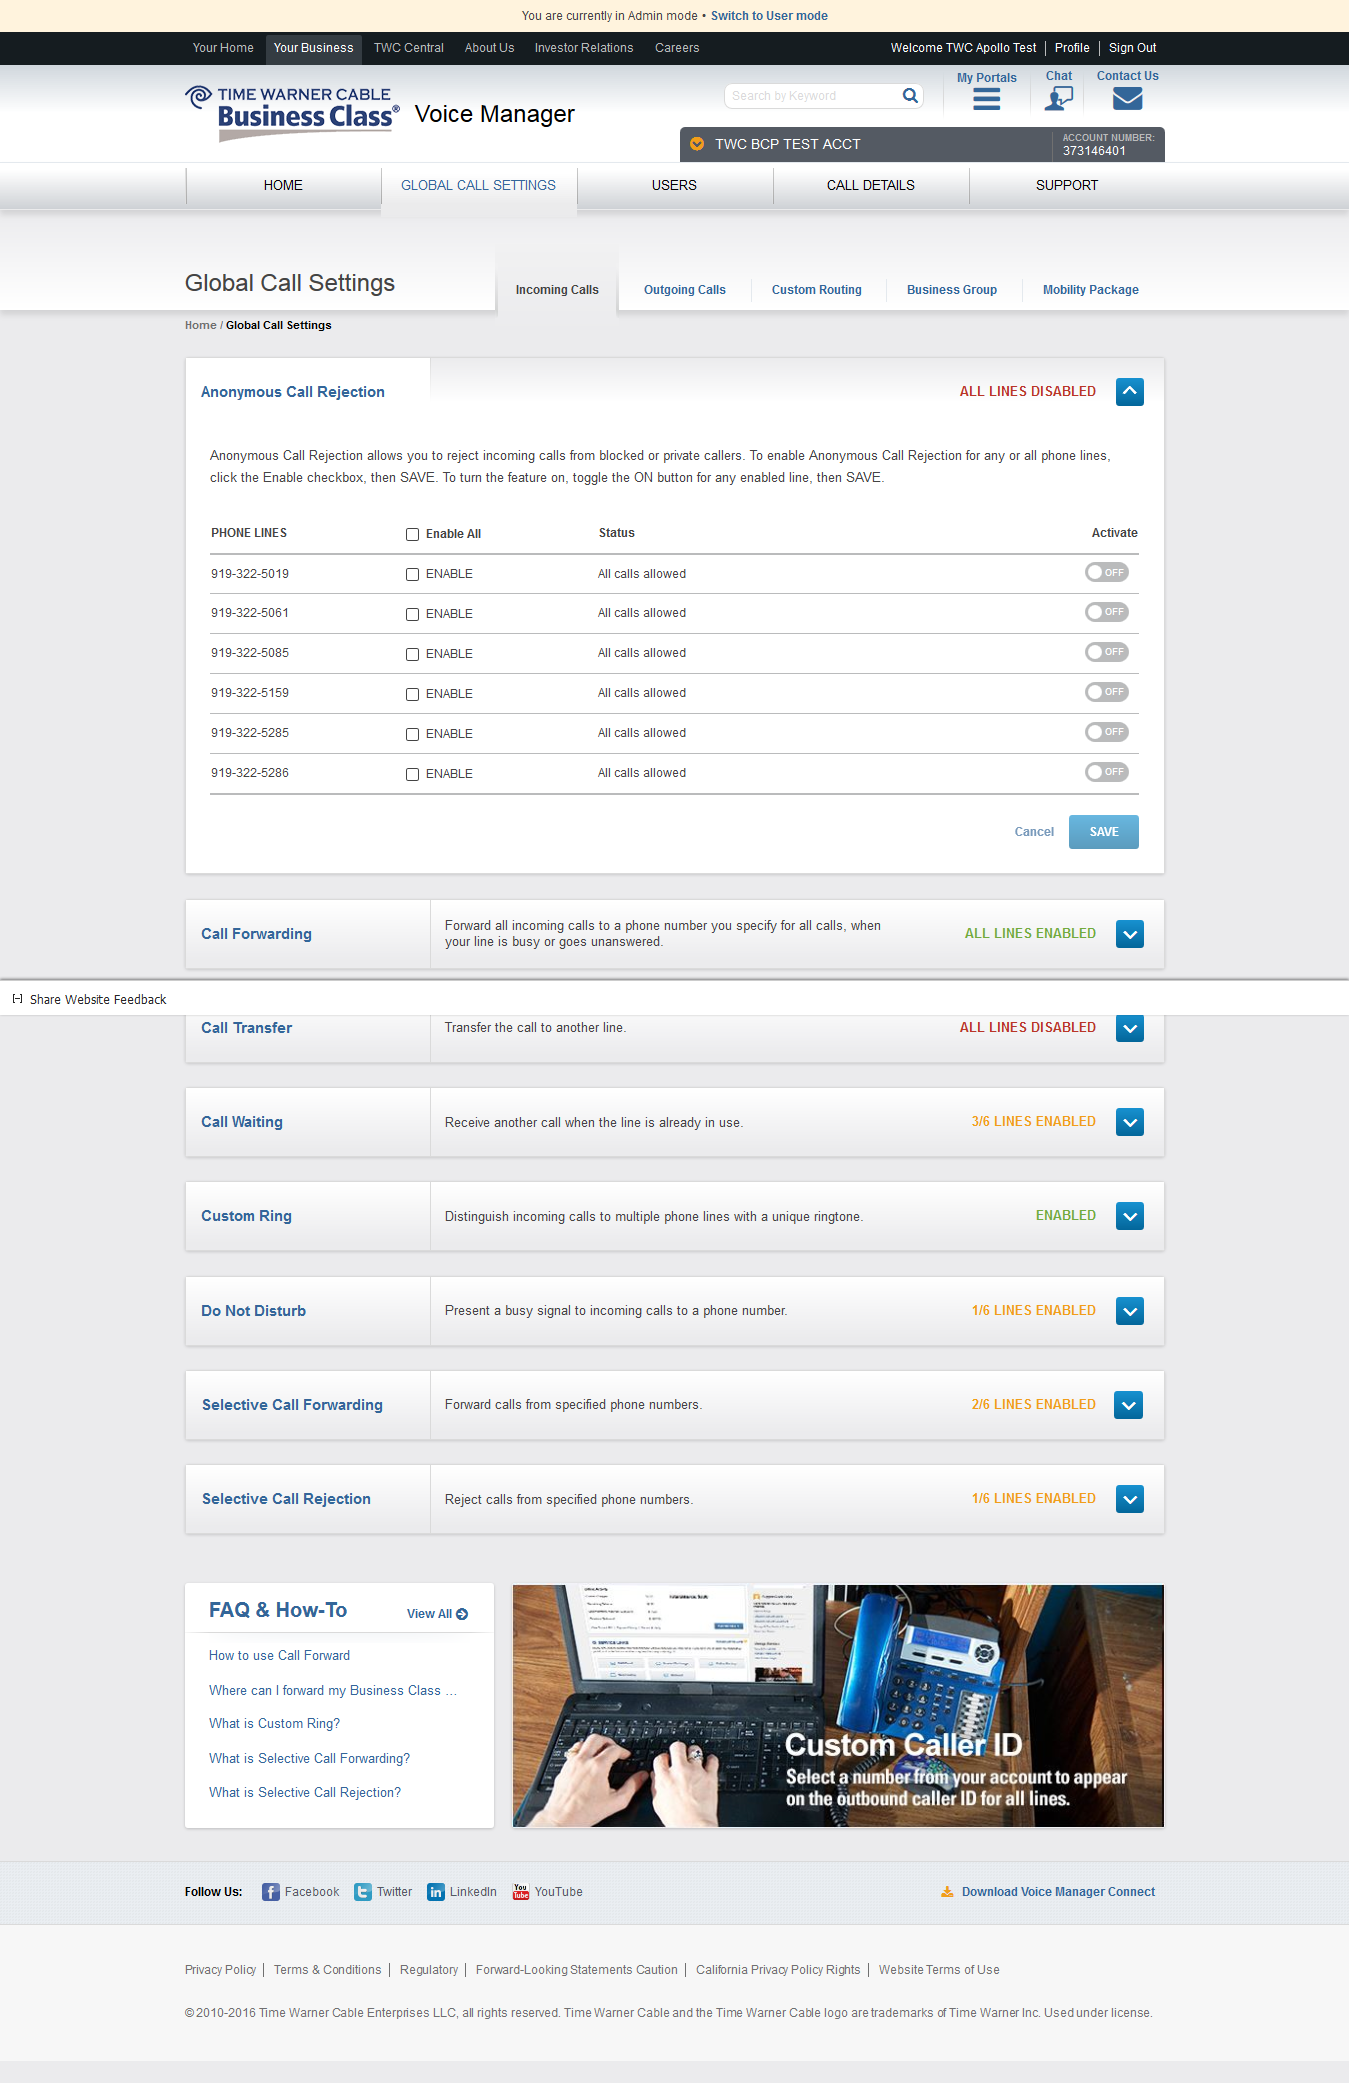 You are currently in Admin mode • Switch to User mode
Your Home Your Business TWC Central About Us Investor Relations Careers Welcome TWC Apollo Test Profile Sign Out
TIME WARNER CABLE
Business Class®
Voice Manager
Search by Keyword
My Portals
Chat
Contact Us
TWC BCP TEST ACCT
ACCOUNT NUMBER:
373146401
HOME GLOBAL CALL SETTINGS USERS CALL DETAILS SUPPORT
Global Call Settings
Incoming Calls Outgoing Calls Custom Routing Business Group Mobility Package
Home / Global Call Settings
Anonymous Call Rejection ALL LINES DISABLED
Anonymous Call Rejection allows you to reject incoming calls from blocked or private callers. To enable Anonymous Call Rejection for any or all phone lines,
click the Enable checkbox, then SAVE. To turn the feature on, toggle the ON button for any enabled line, then SAVE.
PHONE LINES Enable All Status Activate
919-322-5019 ENABLE All calls allowed OFF
919-322-5061 ENABLE All calls allowed OFF
919-322-5085 ENABLE All calls allowed OFF
919-322-5159 ENABLE All calls allowed OFF
919-322-5285 ENABLE All calls allowed OFF
919-322-5286 ENABLE All calls allowed OFF
Cancel SAVE
Call Forwarding
Forward all incoming calls to a phone number you specify for all calls, when
your line is busy or goes unanswered.
ALL LINES ENABLED
[-] Share Website Feedback
Call Transfer Transfer the call to another line. ALL LINES DISABLED
Call Waiting Receive another call when the line is already in use. 3/6 LINES ENABLED
Custom Ring Distinguish incoming calls to multiple phone lines with a unique ringtone. ENABLED
Do Not Disturb Present a busy signal to incoming calls to a phone number. 1/6 LINES ENABLED
Selective Call Forwarding Forward calls from specified phone numbers. 2/6 LINES ENABLED
Selective Call Rejection Reject calls from specified phone numbers. 1/6 LINES ENABLED
FAQ & How-To View All
How to use Call Forward
Where can I forward my Business Class ...
What is Custom Ring?
What is Selective Call Forwarding?
What is Selective Call Rejection?
Custom Caller ID
Select a number from your account to appear
on the outbound caller ID for all lines.
Follow Us: Facebook Twitter LinkedIn You Tube YouTube Download Voice Manager Connect
Privacy Policy Terms & Conditions Regulatory Forward-Looking Statements Caution California Privacy Policy Rights Website Terms of Use
© 2010-2016 Time Warner Cable Enterprises LLC, all rights reserved. Time Warner Cable and the Time Warner Cable logo are trademarks of Time Warner Inc. Used under license.